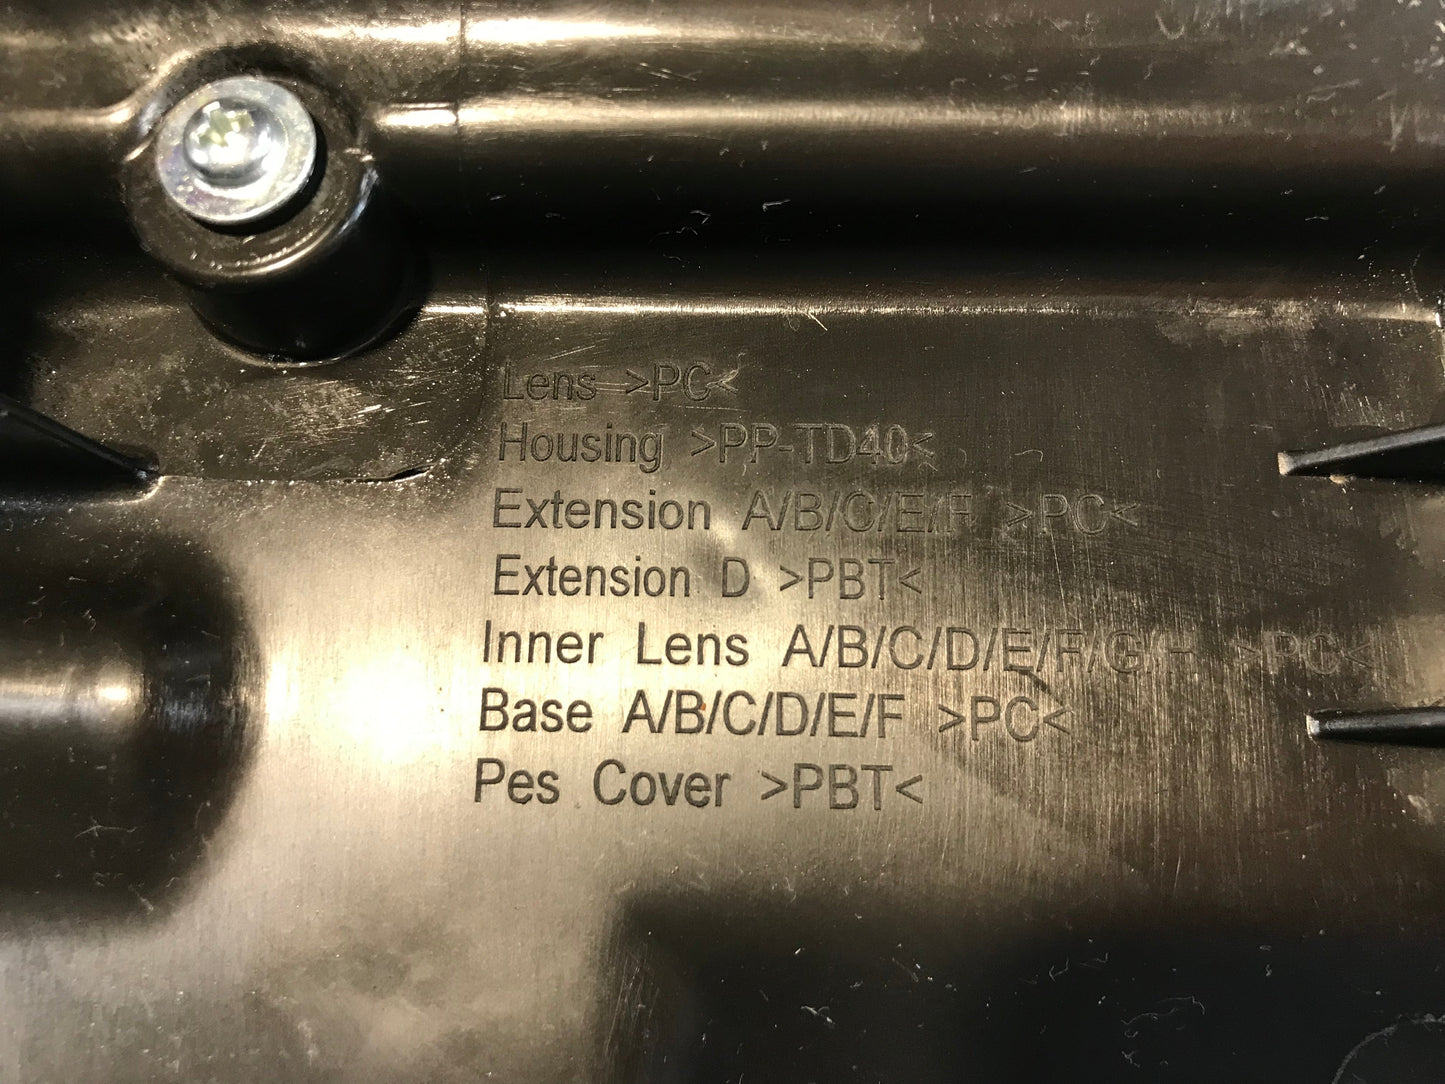 Lens >PC<
Housing >PP-TD40<
Extension A/B/C/E/F >PC<
Extension D >PBT<
Inner Lens A/B/C/D/E/F/G/H >PC<
Base A/B/C/D/E/F >PC<
Pes Cover >PBT<